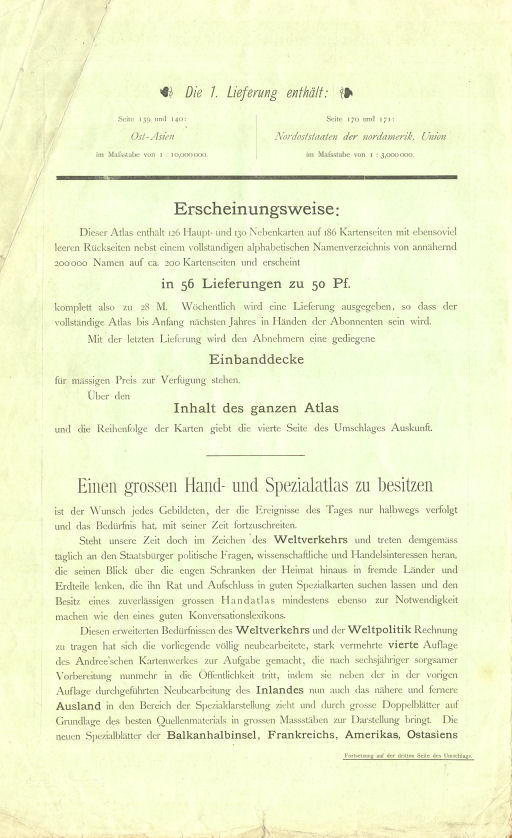 Die 1. Lieferung enthält:
Seite 139 und 140:
Ost-Asien
im Maßstabe von 1 : 10,000000.
Seite 170 und 171:
Nordoststaaten der nordamerik. Union
im Maßstabe von 1 : 3,000000.
Erscheinungsweise:
Dieser Atlas enthält 126 Haupt- und 130 Nebenkarten auf 186 Kartenseiten mit ebensoviel
leeren Rückseiten nebst einem vollständigen alphabetischen Namenverzeichnis von annähernd
200000 Namen auf ca. 200 Kartenseiten und erscheint
in 56 Lieferungen zu 50 Pf.
komplett also zu 28 M. Wöchentlich wird eine Lieferung ausgegeben, so dass der
vollständige Atlas bis Anfang nächsten Jahres in Händen der Abonnenten sein wird.
Mit der letzten Lieferung wird den Abnehmern eine gediegene
Einbanddecke
für mässigen Preis zur Verfügung stehen.
Über den
Inhalt des ganzen Atlas
und die Reihenfolge der Karten giebt die vierte Seite des Umschlages Auskunft.
Einen grossen Hand- und Spezialatlas zu besitzen
ist der Wunsch jedes Gebildeten, der die Ereignisse des Tages nur halbwegs verfolgt
und das Bedürfnis hat, mit seiner Zeit fortzuschreiten.
Steht unsere Zeit doch im Zeichen des Weltverkehrs und treten demgemäss
täglich an den Staatsbürger politische Fragen, wissenschaftliche und Handelsinteressen heran,
die seinen Blick über die engen Schranken der Heimat hinaus in fremde Länder und
Erdteile lenken, die ihn Rat und Aufschluss in guten Spezialkarten suchen lassen und den
Besitz eines zuverlässigen grossen Handatlas mindestens ebenso zur Notwendigkeit
machen wie den eines guten Konversationslexikons.
Diesen erweiterten Bedürfnissen des Weltverkehrs und der Weltpolitik Rechnung
zu tragen hat sich die vorliegende völlig neubearbeitete, stark vermehrte vierte Auflage
des Andree'schen Kartenwerkes zur Aufgabe gemacht, die nach sechsjähriger sorgsamer
Vorbereitung nunmehr in die Öffentlichkeit tritt, indem sie neben der in der vorigen
Auflage durchgeführten Neubearbeitung des Inlandes nun auch das nähere und fernere
Ausland in den Bereich der Spezialdarstellung zieht und durch grosse Doppelblätter auf
Grundlage des besten Quellenmaterials in grossen Massstäben zur Darstellung bringt. Die
neuen Spezialblätter der Balkanhalbinsel, Frankreichs, Amerikas, Ostasiens
Fortsetzung auf der dritten Seite des Umschlags.